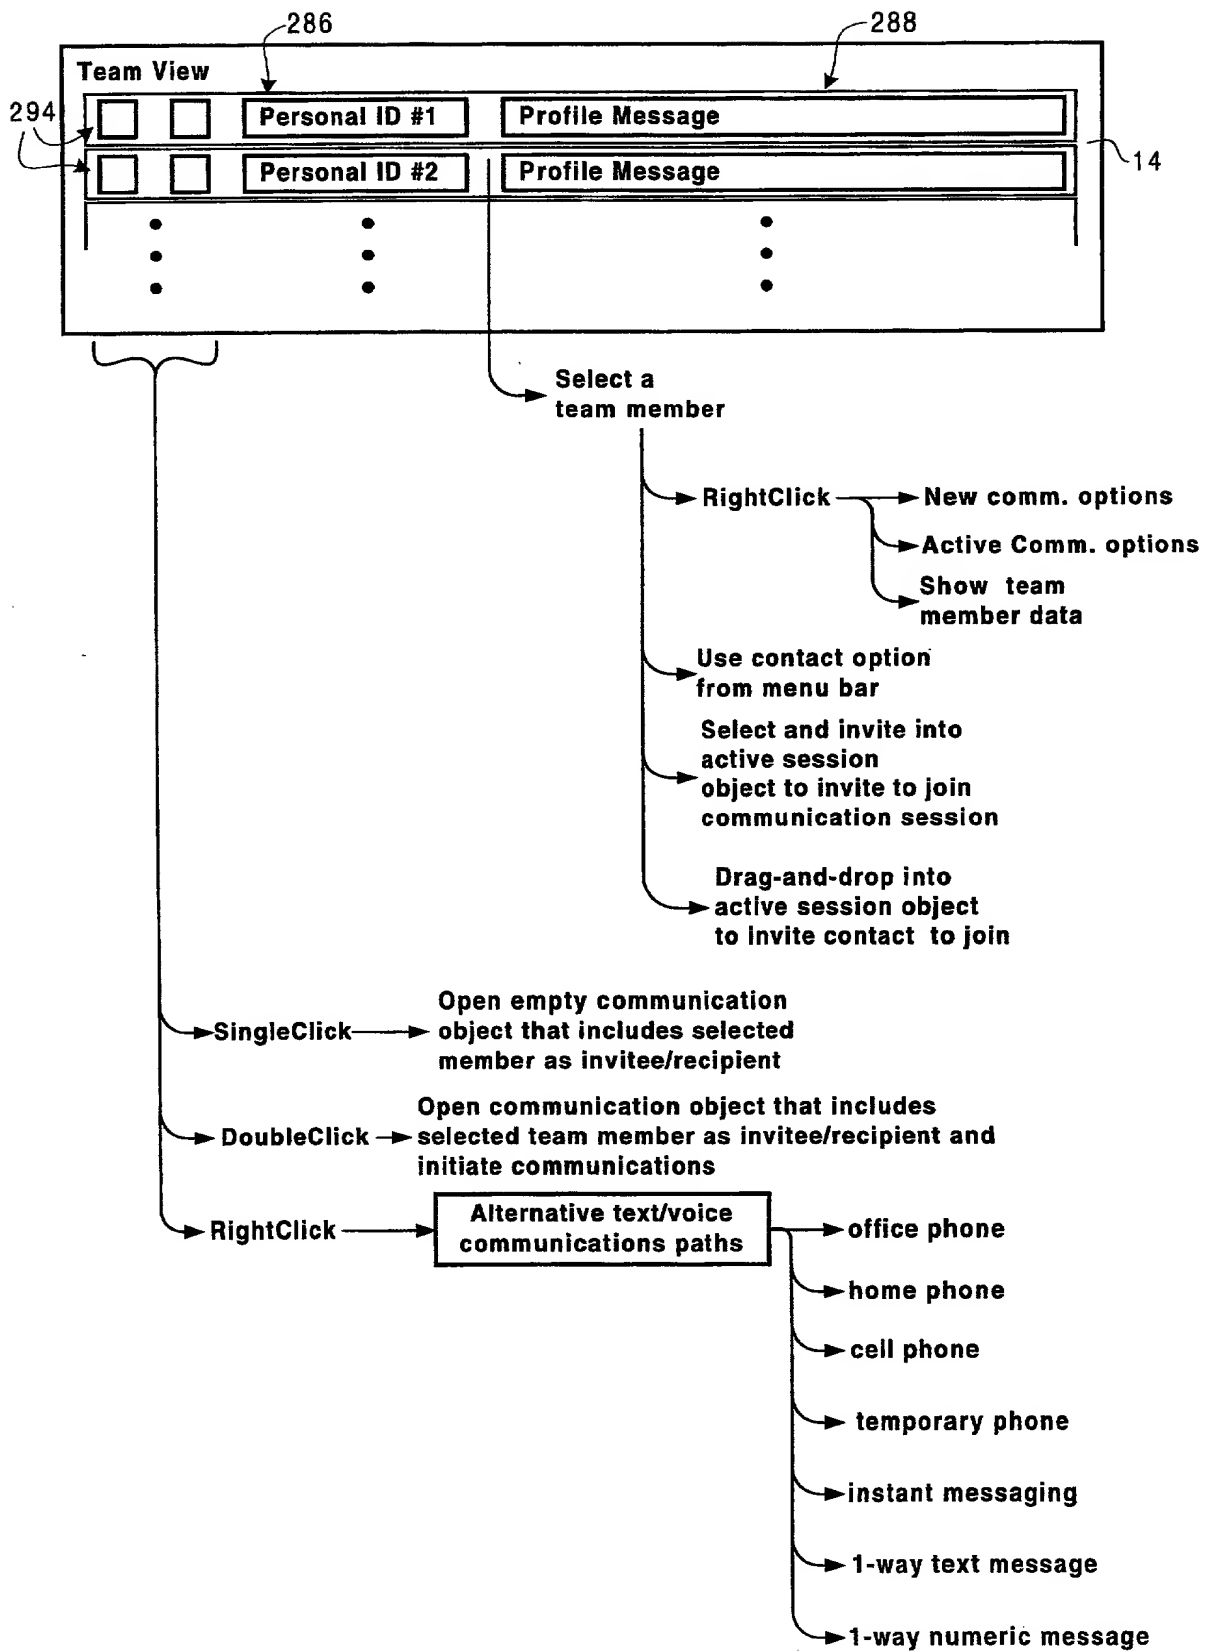 286
288
Team View
294
Personal ID #1
Profile Message
Personal ID #2
Profile Message
14
Select a
team member
RightClick
New comm. options
Active Comm. options
Show team
member data
Use contact option
from menu bar
Select and invite into
active session
object to invite to join
communication session
Drag-and-drop into
active session object
to invite contact to join
SingleClick
Open empty communication
object that includes selected
member as invitee/recipient
DoubleClick
Open communication object that includes
selected team member as invitee/recipient and
initiate communications
RightClick
Alternative text/voice
communications paths
office phone
home phone
cell phone
temporary phone
instant messaging
1-way text message
1-way numeric message